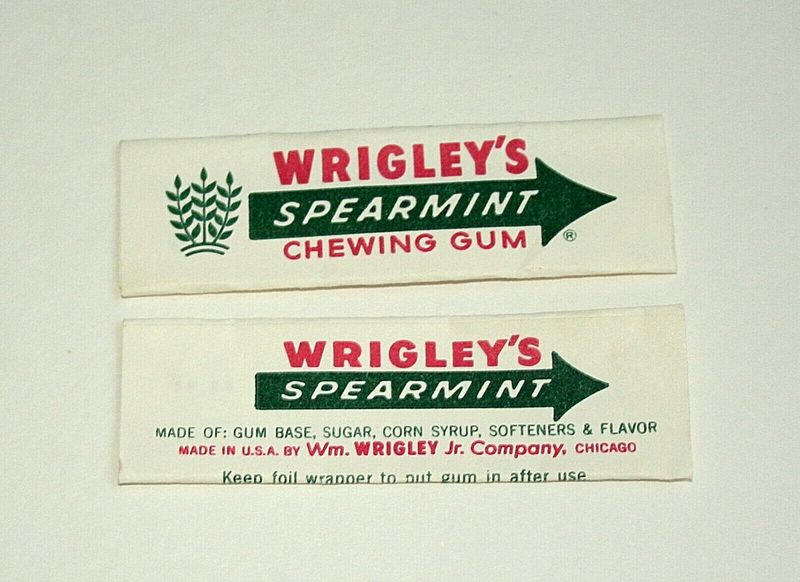 WRIGLEY'S
SPEARMINT
CHEWING GUM ®
WRIGLEY'S
SPEARMINT
MADE OF: GUM BASE, SUGAR, CORN SYRUP, SOFTENERS & FLAVOR
MADE IN U.S.A. BY Wm. WRIGLEY Jr. Company, CHICAGO
Keep foil wrapper to put gum in after use